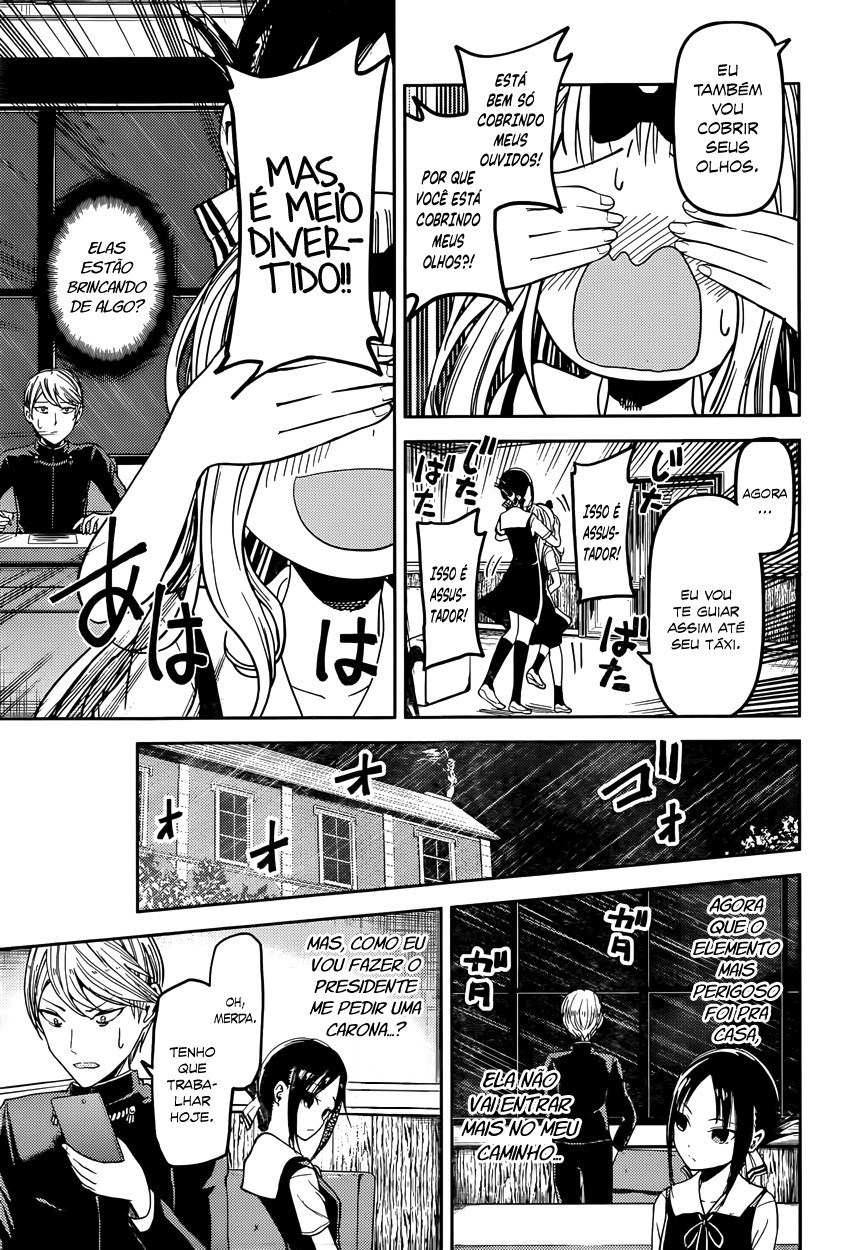 EU
TAMBÉM
VOU
COBRIR
SEUS
OLHOS.
ESTÁ
BEM SÓ
COBRINDO
MEUS
OUVIDOS!
POR QUE
VOCÊ ESTÁ
COBRINDO
MEUS
OLHOS?!
AGORA
...
EU VOU
TE GUIAR
ASSIM ATÉ
SEU TÁXI.
ISSO É
ASSUS-
TADOR!
ISSO É
ASSUS-
TADOR!
じた
ばた
じた
ばた
MAS,
É MEIO
DIVER-
TIDO!!
ELAS
ESTÃO
BRINCANDO
DE ALGO?
あはは
ゴォ
オォォ
AGORA
QUE O
ELEMENTO
MAIS
PERIGOSO
FOI PRA
CASA,
ガタ
ガタ
ELA NÃO
VAI ENTRAR
MAIS NO MEU
CAMINHO...
MAS, COMO EU
VOU FAZER O
PRESIDENTE
ME PEDIR UMA
CARONA...?
OH,
MERDA.
TENHO
QUE
TRABA-
LHAR
HOJE.